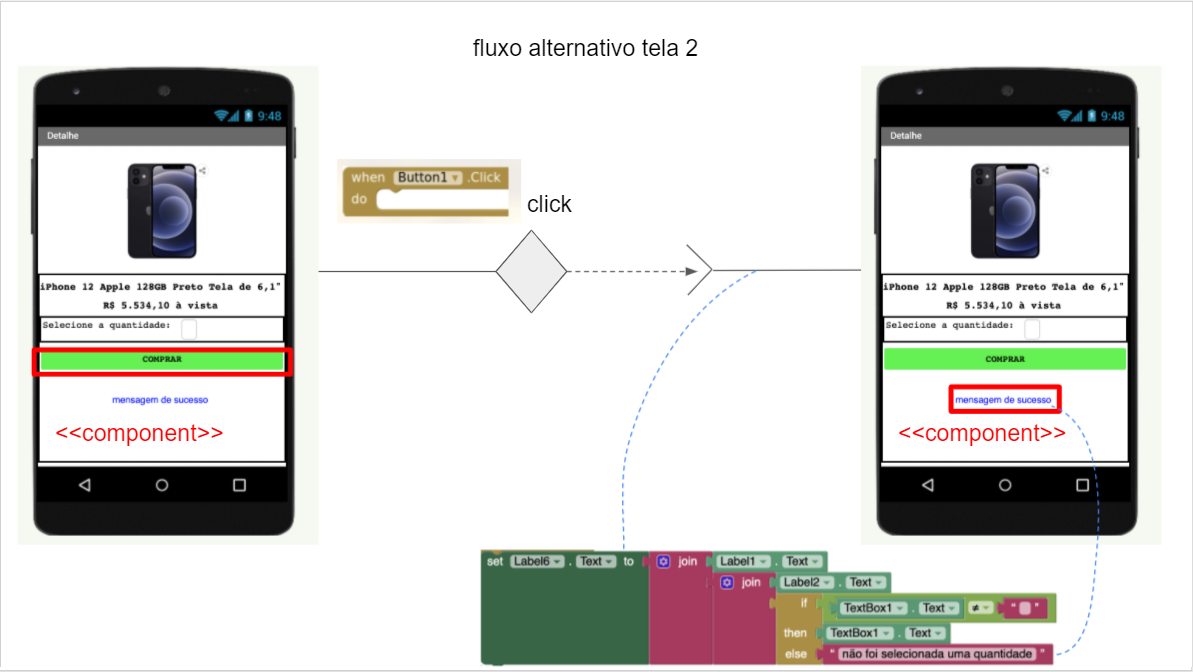 fluxo alternativo tela 2
9:48
Detalhe
iPhone 12 Apple 128GB Preto Tela de 6,1"
R$ 5.534,10 à vista
Selecione a quantidade:
COMPRAR
mensagem de sucesso
<<component>>
when Button1 .Click
do
click
9:48
Detalhe
iPhone 12 Apple 128GB Preto Tela de 6,1"
R$ 5.534,10 à vista
Selecione a quantidade:
COMPRAR
mensagem de sucesso
<<component>>
set Label6 . Text to join Label1 . Text
join Label2 . Text
if TextBox1 . Text ≠ " "
then TextBox1 . Text
else " não foi selecionada uma quantidade "